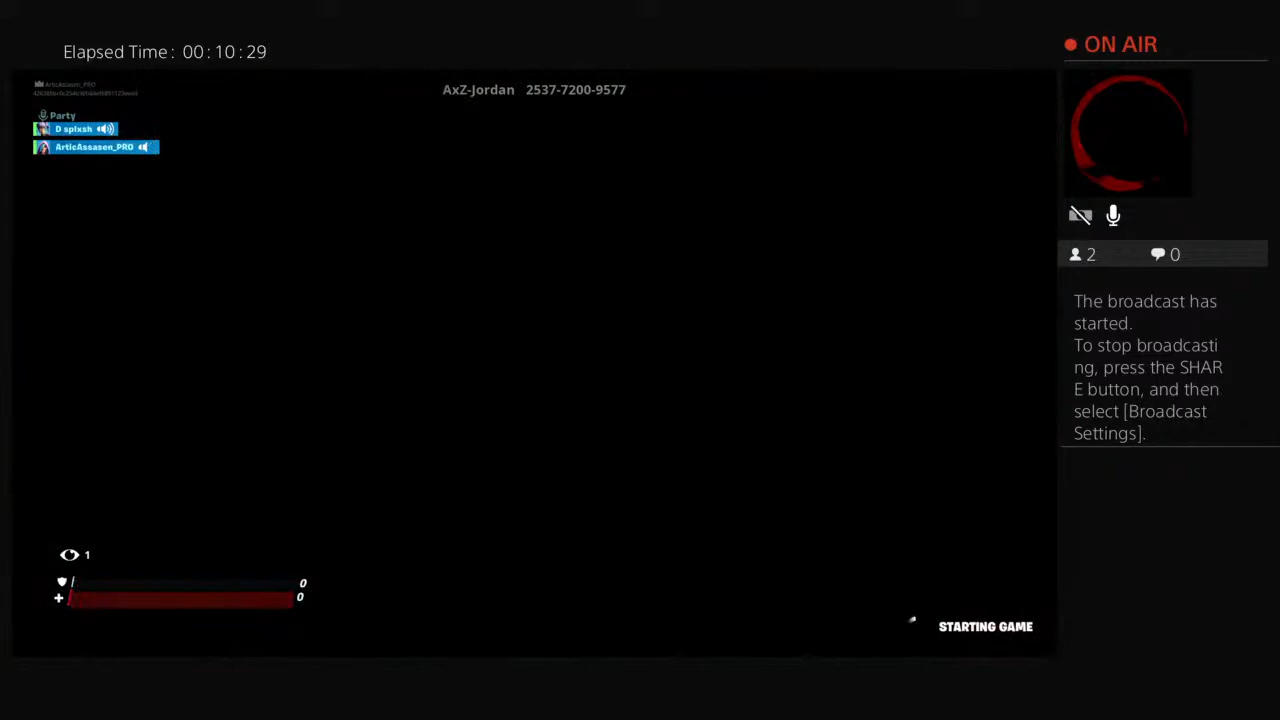 Elapsed Time: 00:10:29
ON AIR
ArticAssasen_PRO
AxZ-Jordan 2537-7200-9577
Party
D splxsh
ArticAssasen_PRO
2 0
The broadcast has
started.
To stop broadcasti
ng, press the SHAR
E button, and then
select [Broadcast
Settings].
1
0
0
STARTING GAME